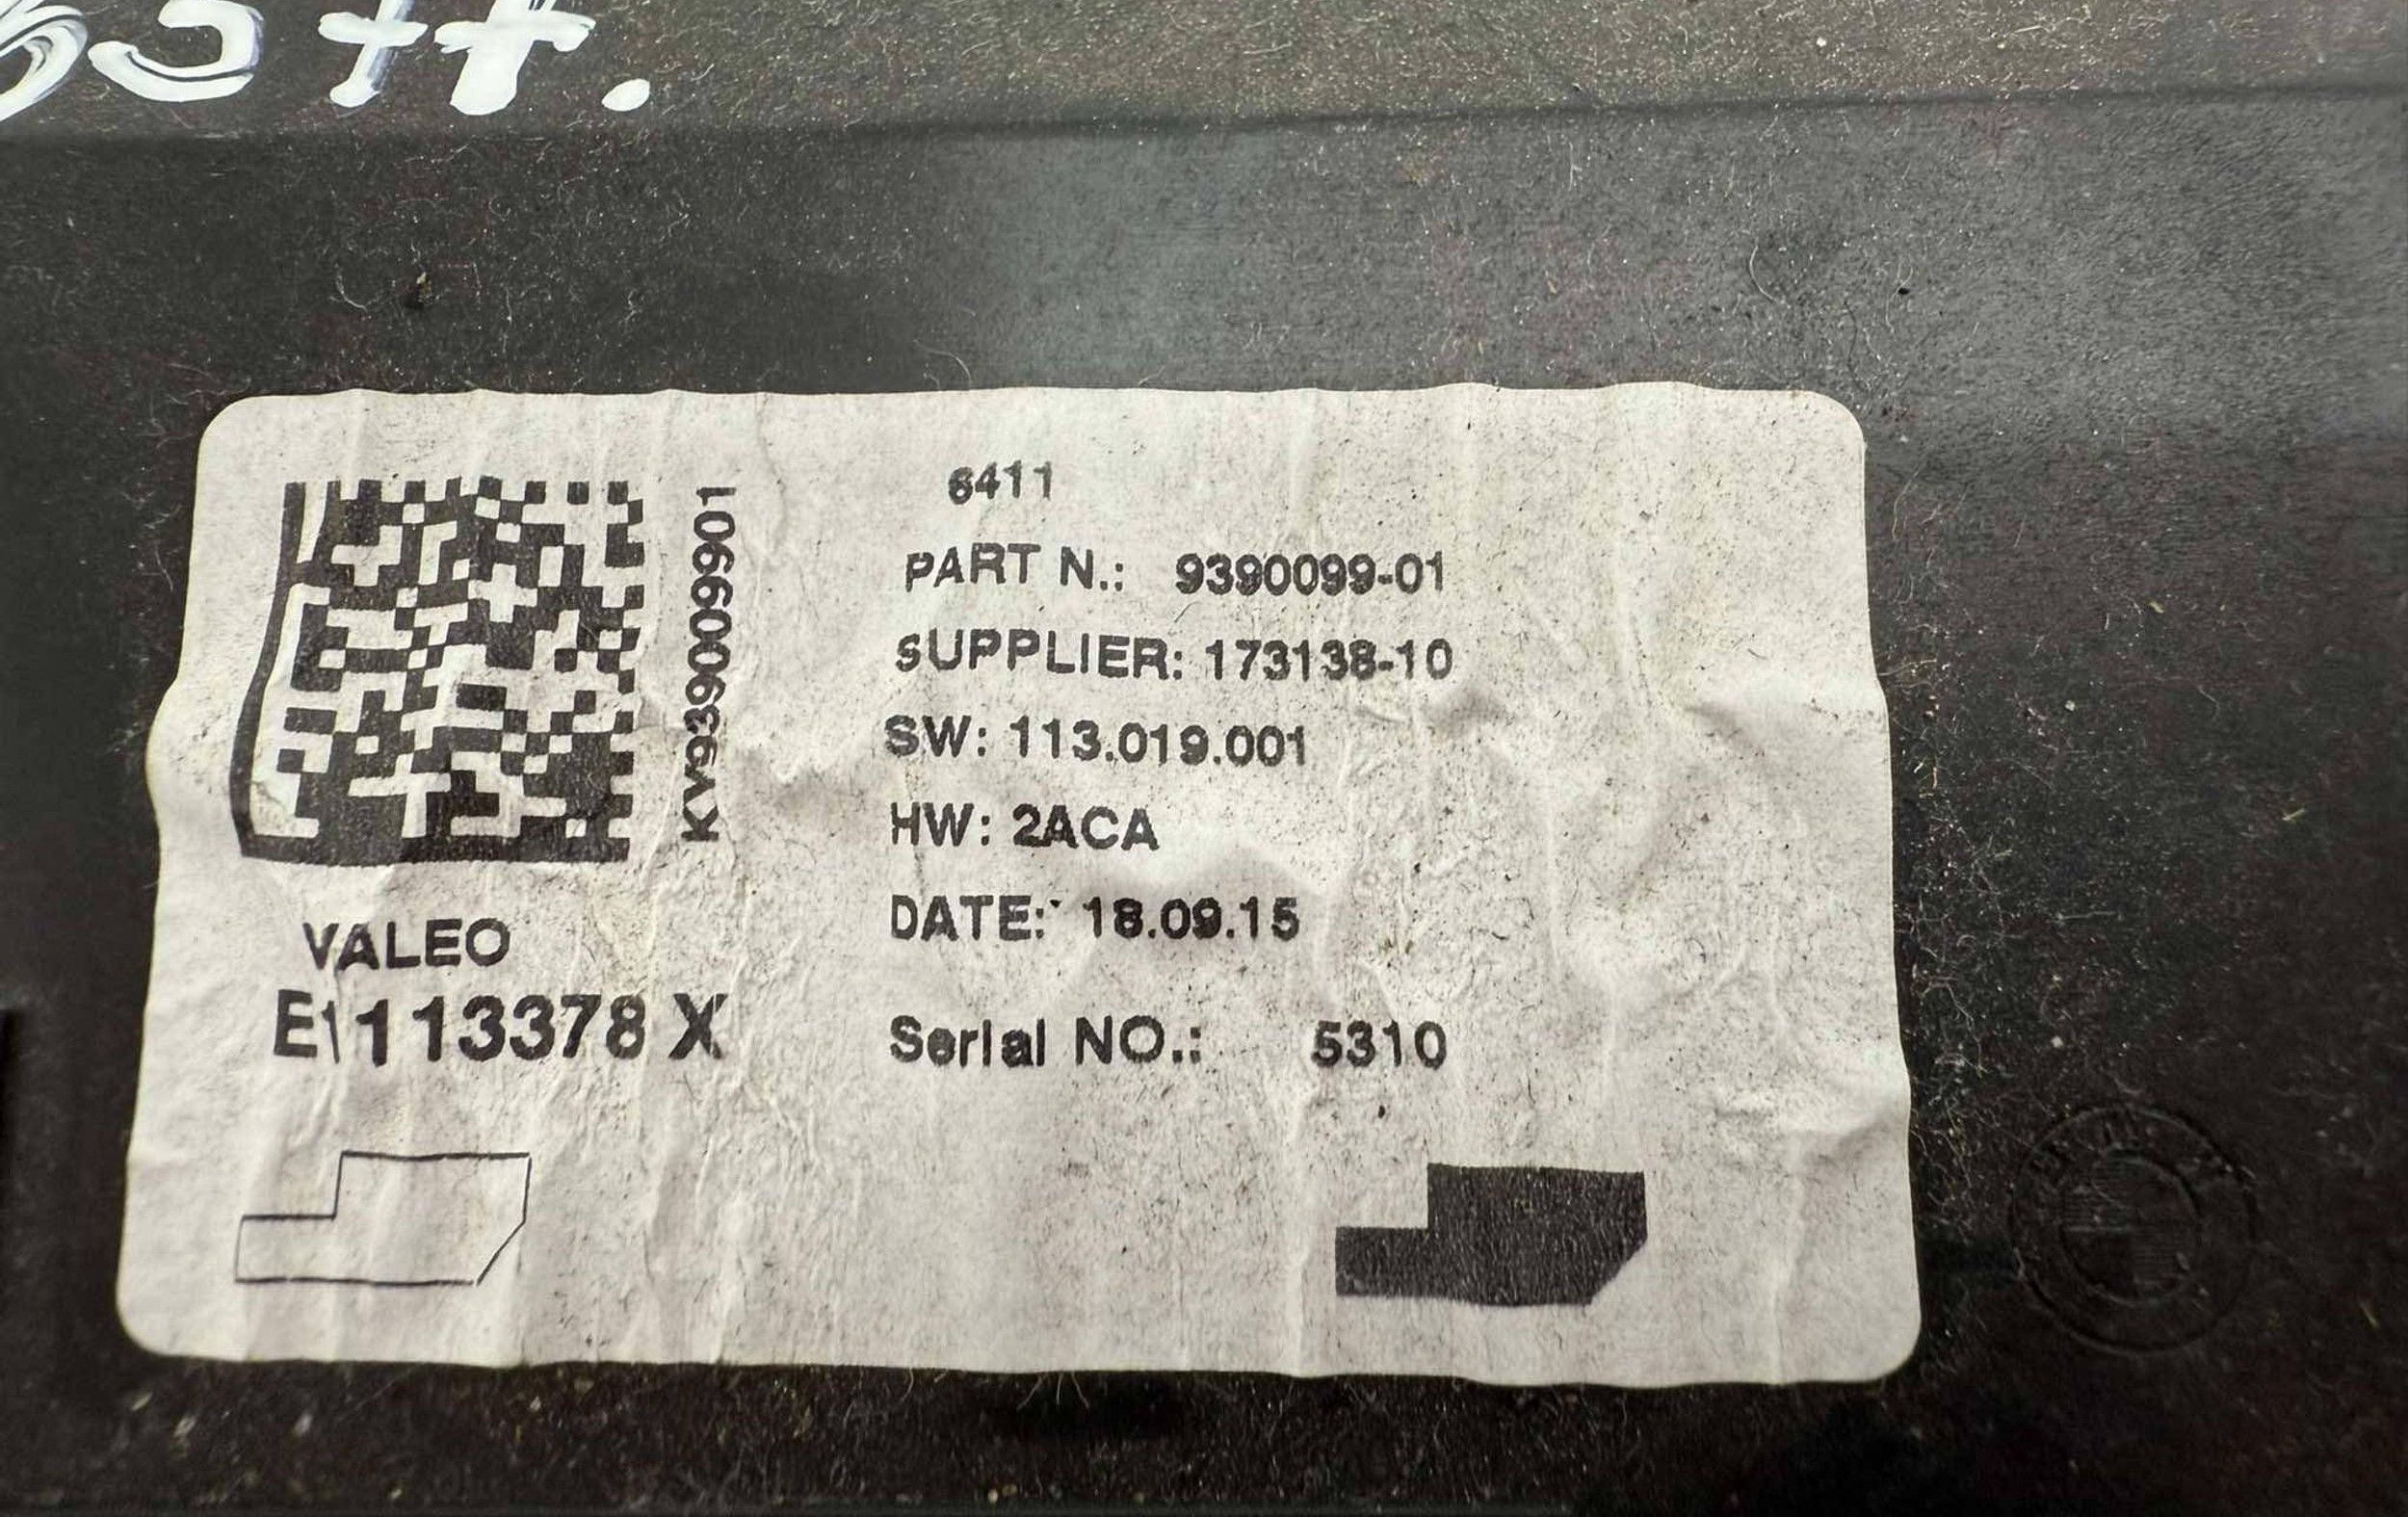 6411
PART N.: 9390099-01
SUPPLIER: 173138-10
SW: 113.019.001
HW: 2ACA
DATE: 18.09.15
Serial NO.: 5310
KV939009901
VALEO
E1113378 X